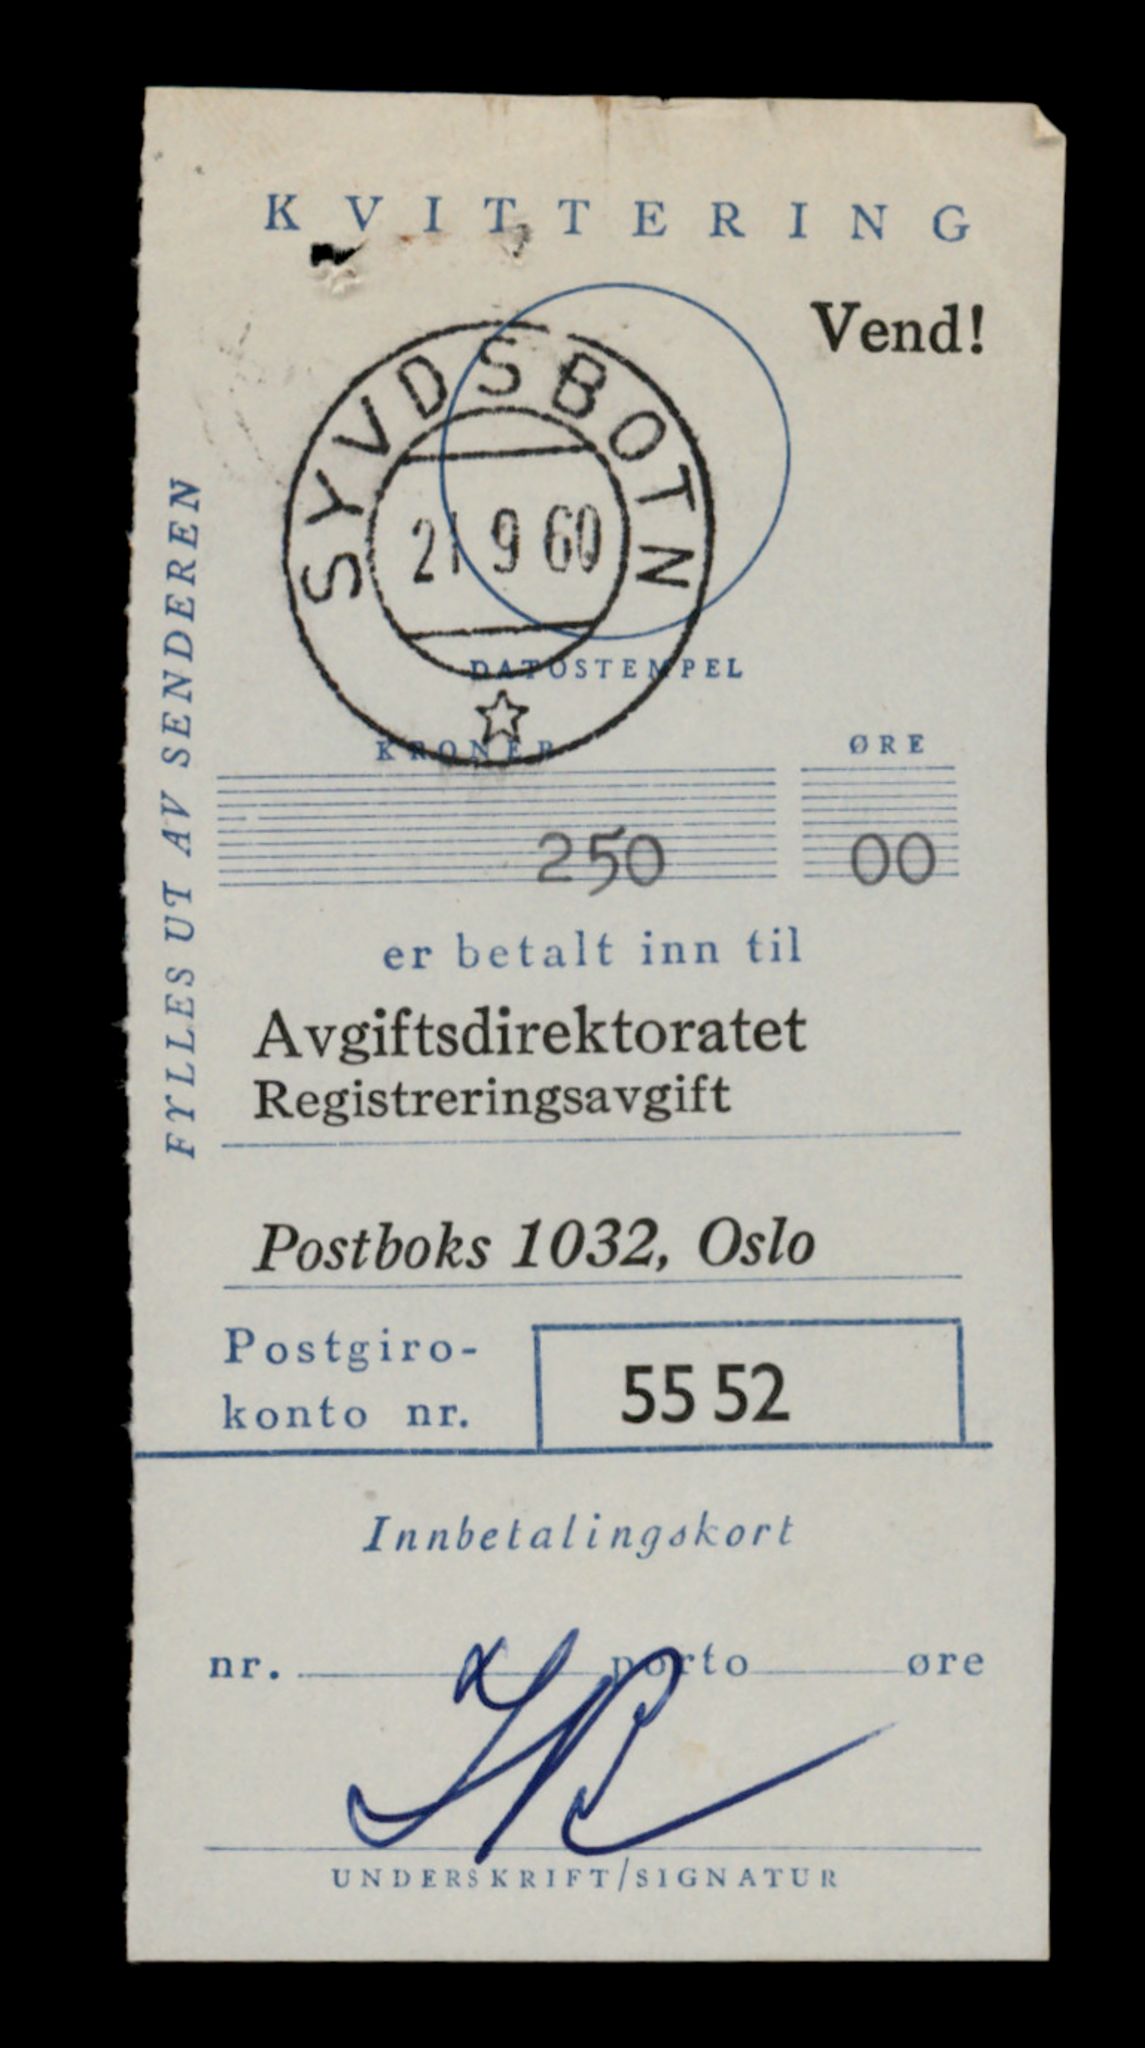 KVITTERING
Vend!
SYVDSBOTN
21 9 60
DATOSTEMPEL
KRONER ØRE
250 00
er betalt inn til
Avgiftsdirektoratet
Registreringsavgift
Postboks 1032, Oslo
Postgiro-
konto nr. 55 52
Innbetalingskort
nr. porto øre
UNDERSKRIFT/SIGNATUR
FYLLES UT AV SENDEREN